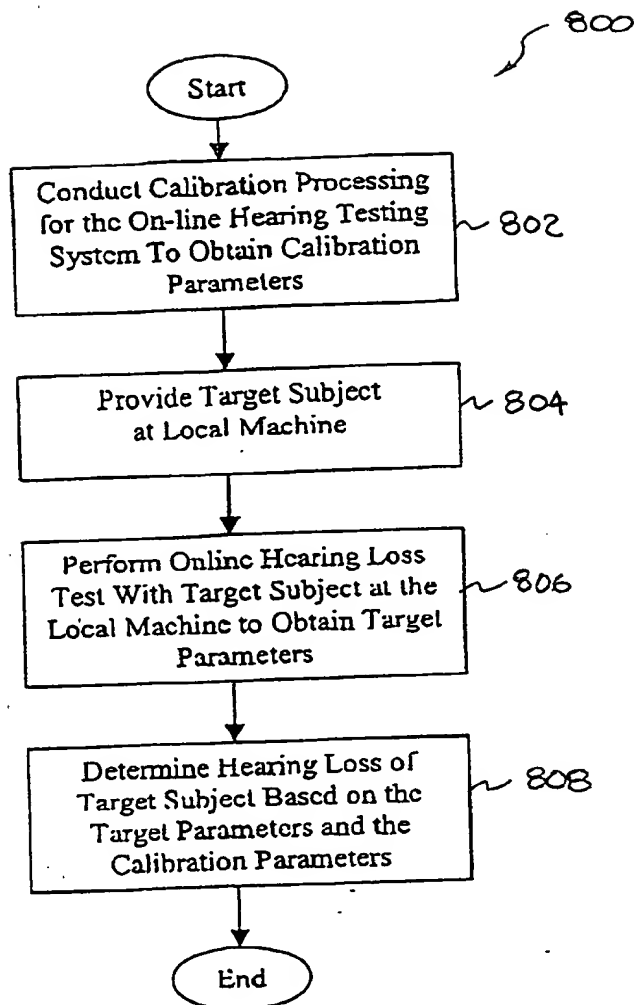 800
Start
Conduct Calibration Processing
for the On-line Hearing Testing
System To Obtain Calibration
Parameters
802
Provide Target Subject
at Local Machine
804
Perform Online Hearing Loss
Test With Target Subject at the
Local Machine to Obtain Target
Parameters
806
Determine Hearing Loss of
Target Subject Based on the
Target Parameters and the
Calibration Parameters
808
End